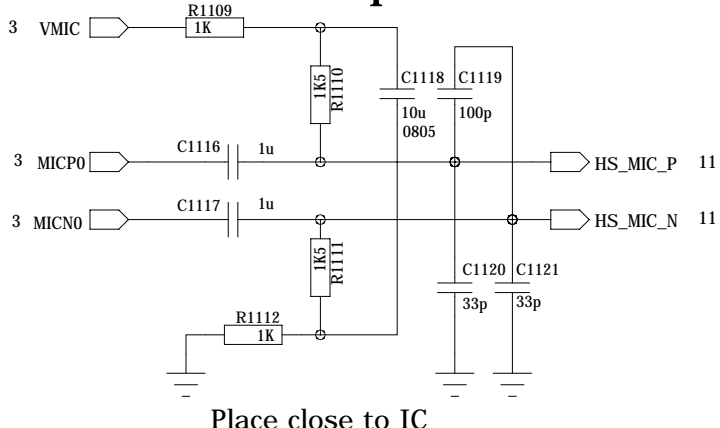 R1109
3 VMIC 1K
1K5
R1110
C1118 C1119
10u 100p
0805
C1116 1u
3 MICP0 HS_MIC_P 11
C1117 1u
3 MICN0 HS_MIC_N 11
1K5
R1111
C1120 C1121
33p 33p
R1112
1K
Place close to IC